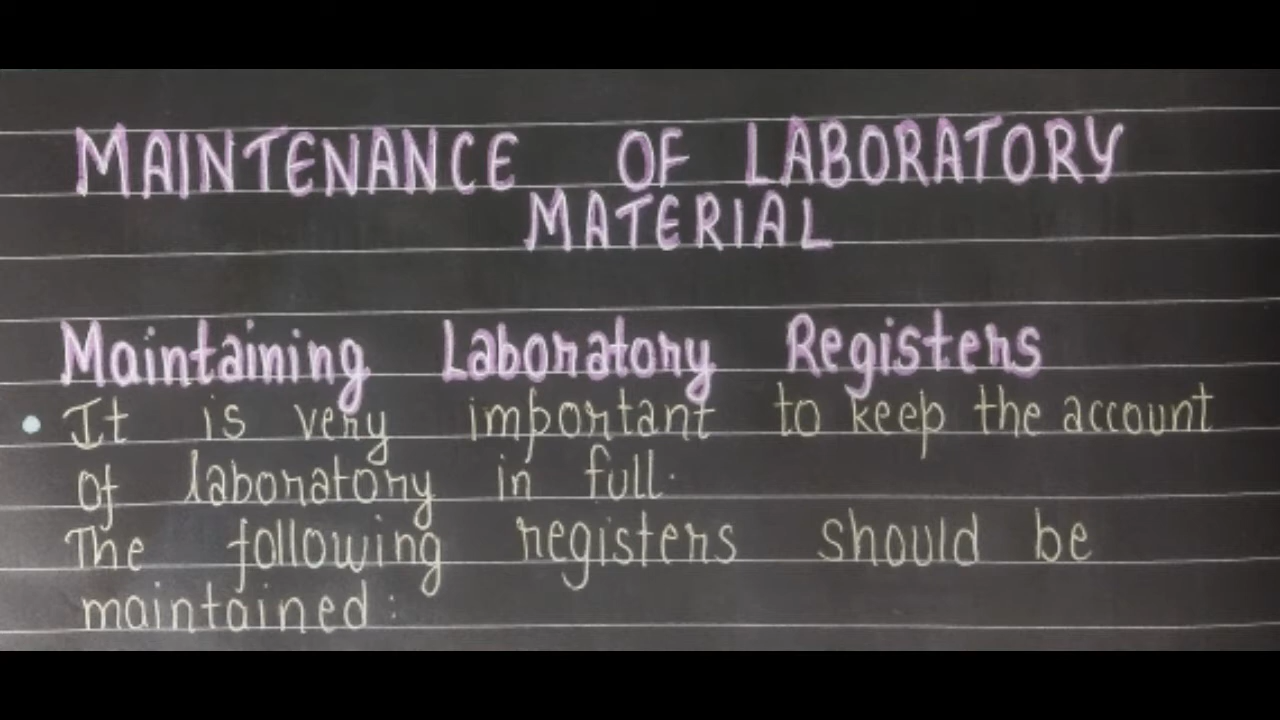 MAINTENANCE OF LABORATORY
MATERIAL
Maintaining Laboratory Registers
• It is very important to keep the account
of laboratory in full.
The following registers should be
maintained: